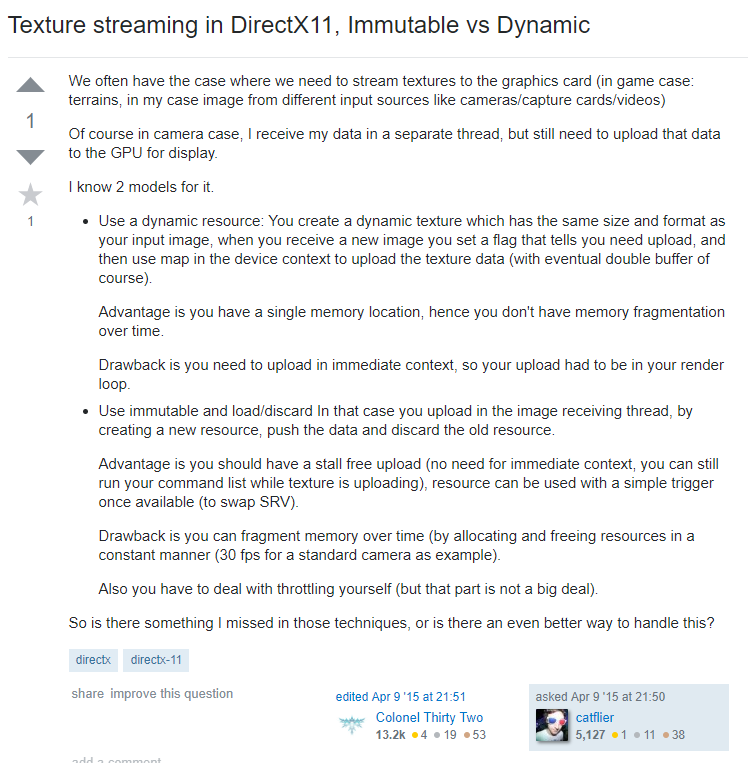 Texture streaming in DirectX11, Immutable vs Dynamic
We often have the case where we need to stream textures to the graphics card (in game case:
terrains, in my case image from different input sources like cameras/capture cards/videos)
1
Of course in camera case, I receive my data in a separate thread, but still need to upload that data
to the GPU for display.
I know 2 models for it.
1
• Use a dynamic resource: You create a dynamic texture which has the same size and format as
your input image, when you receive a new image you set a flag that tells you need upload, and
then use map in the device context to upload the texture data (with eventual double buffer of
course).
Advantage is you have a single memory location, hence you don't have memory fragmentation
over time.
Drawback is you need to upload in immediate context, so your upload had to be in your render
loop.
• Use immutable and load/discard In that case you upload in the image receiving thread, by
creating a new resource, push the data and discard the old resource.
Advantage is you should have a stall free upload (no need for immediate context, you can still
run your command list while texture is uploading), resource can be used with a simple trigger
once available (to swap SRV).
Drawback is you can fragment memory over time (by allocating and freeing resources in a
constant manner (30 fps for a standard camera as example).
Also you have to deal with throttling yourself (but that part is not a big deal).
So is there something I missed in those techniques, or is there an even better way to handle this?
directx directx-11
share improve this question
edited Apr 9 '15 at 21:51
Colonel Thirty Two
13.2k ●4 ●19 ●53
asked Apr 9 '15 at 21:50
catflier
5,127 ●1 ●11 ●38
add a comment